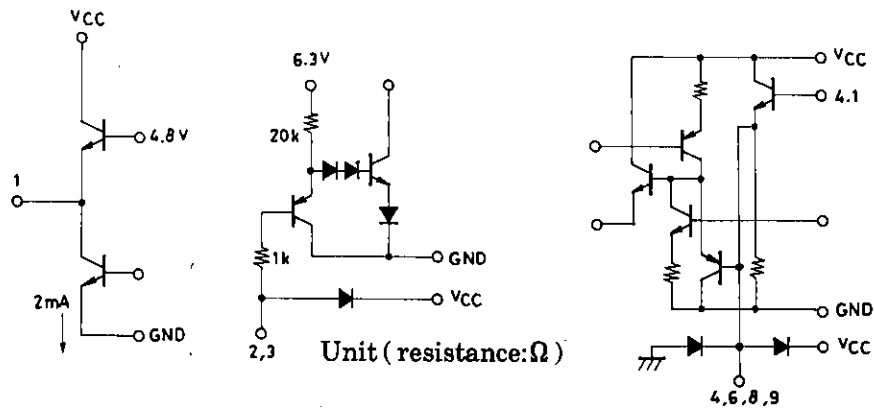 VCC
4.8V
1
2mA
GND
6.3V
20k
1k
GND
VCC
2,3
Unit (resistance:Ω)
VCC
4.1
GND
VCC
4,6,8,9